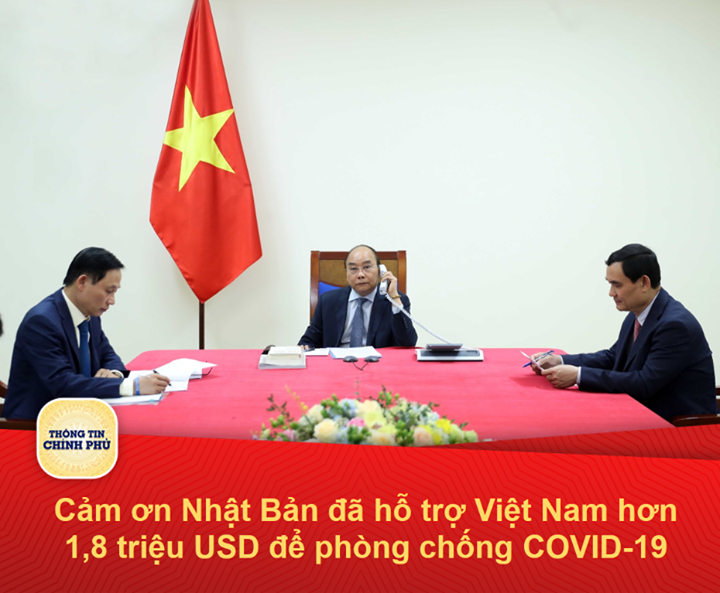 THÔNG TIN
CHÍNH PHỦ
Cảm ơn Nhật Bản đã hỗ trợ Việt Nam hơn
1,8 triệu USD để phòng chống COVID-19